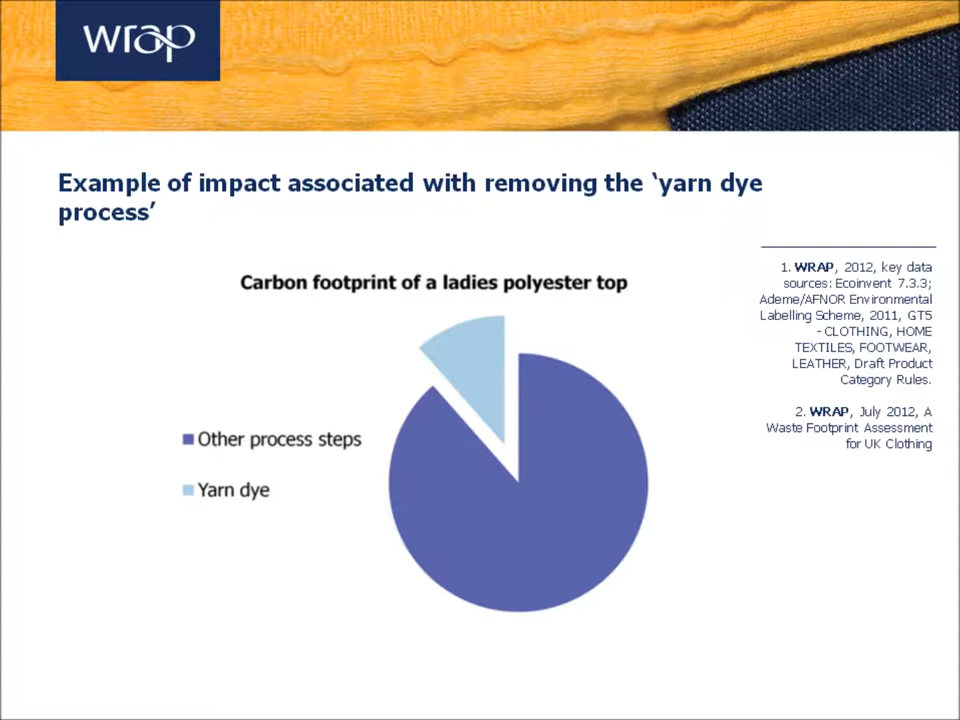 wrap
Example of impact associated with removing the ‘yarn dye
process’
Carbon footprint of a ladies polyester top
Other process steps
Yarn dye
1. WRAP, 2012, key data
sources: Ecoinvent 7.3.3;
Ademe/AFNOR Environmental
Labelling Scheme, 2011, GT5
- CLOTHING, HOME
TEXTILES, FOOTWEAR,
LEATHER, Draft Product
Category Rules.
2. WRAP, July 2012, A
Waste Footprint Assessment
for UK Clothing